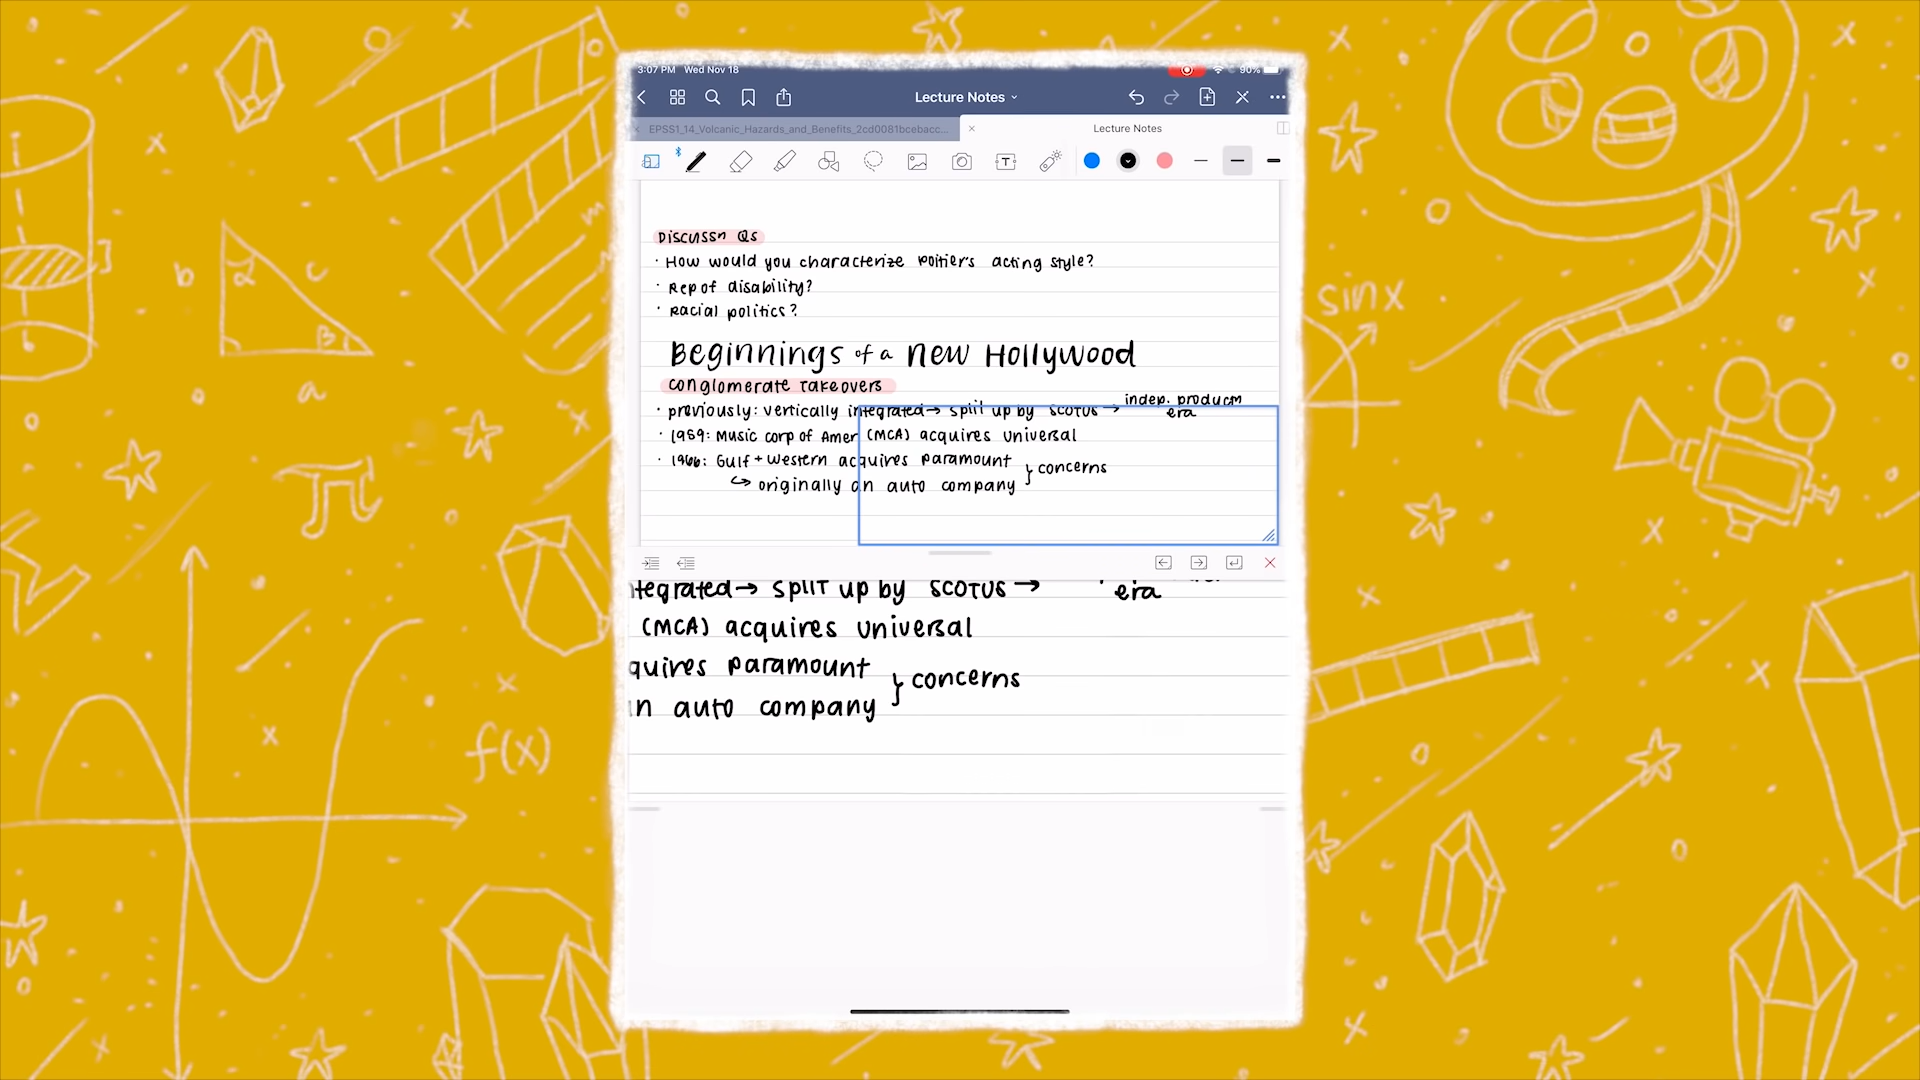 3:07 PM Wed Nov 18
90%
Lecture Notes
EPSS1_14_Volcanic_Hazards_and_Benefits_2cd0081bcebacc...
Lecture Notes
T
Discussn Qs
· How would you characterize Poitier's acting style?
· Rep of disability?
· Racial politics?
Beginnings of a New Hollywood
Conglomerate Takeovers
· previously: vertically integrated → split up by SCOTUS → indep. productn era
· 1959: Music Corp of Amer (MCA) acquires Universal
· 1966: Gulf + Western acquires Paramount
↪ originally an auto company } concerns
tegrated → split up by SCOTUS → era
(MCA) acquires Universal
quires Paramount
n auto company } concerns
b
α
c
β
a
π
f(x)
sinx